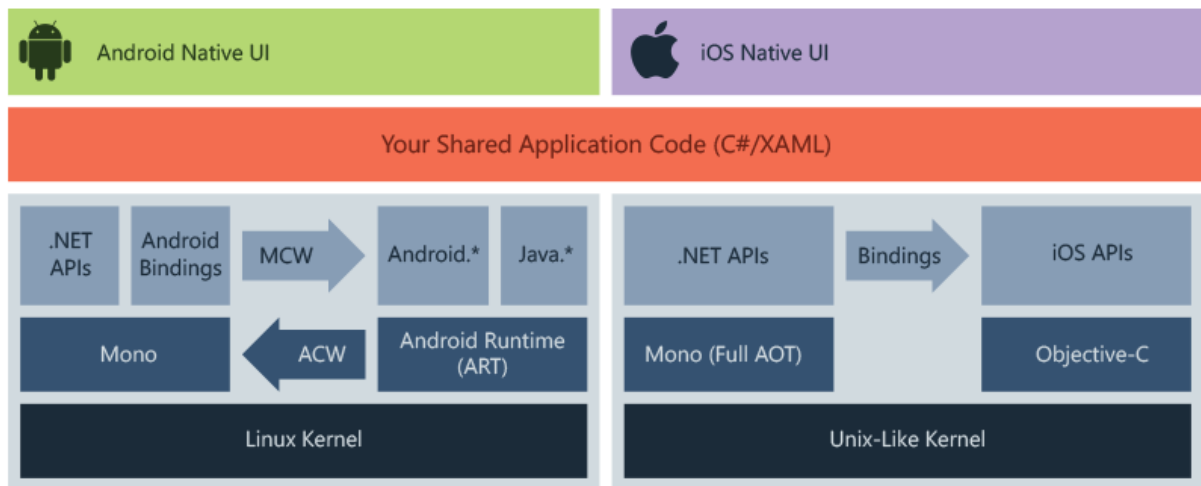 Android Native UI
iOS Native UI
Your Shared Application Code (C#/XAML)
.NET
APIs
Android
Bindings
MCW
Android.*
Java.*
.NET APIs
Bindings
iOS APIs
Mono
ACW
Android Runtime
(ART)
Mono (Full AOT)
Objective-C
Linux Kernel
Unix-Like Kernel